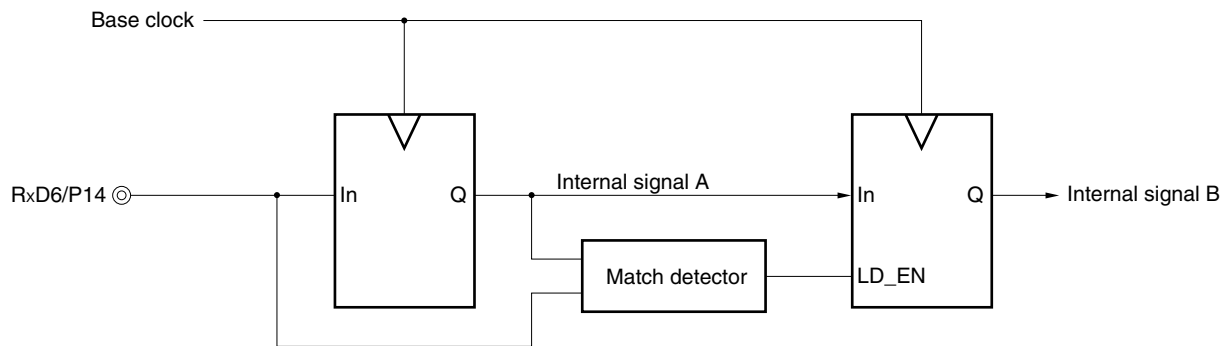 Base clock
RxD6/P14
In
Q
Internal signal A
In
Q
Internal signal B
Match detector
LD_EN